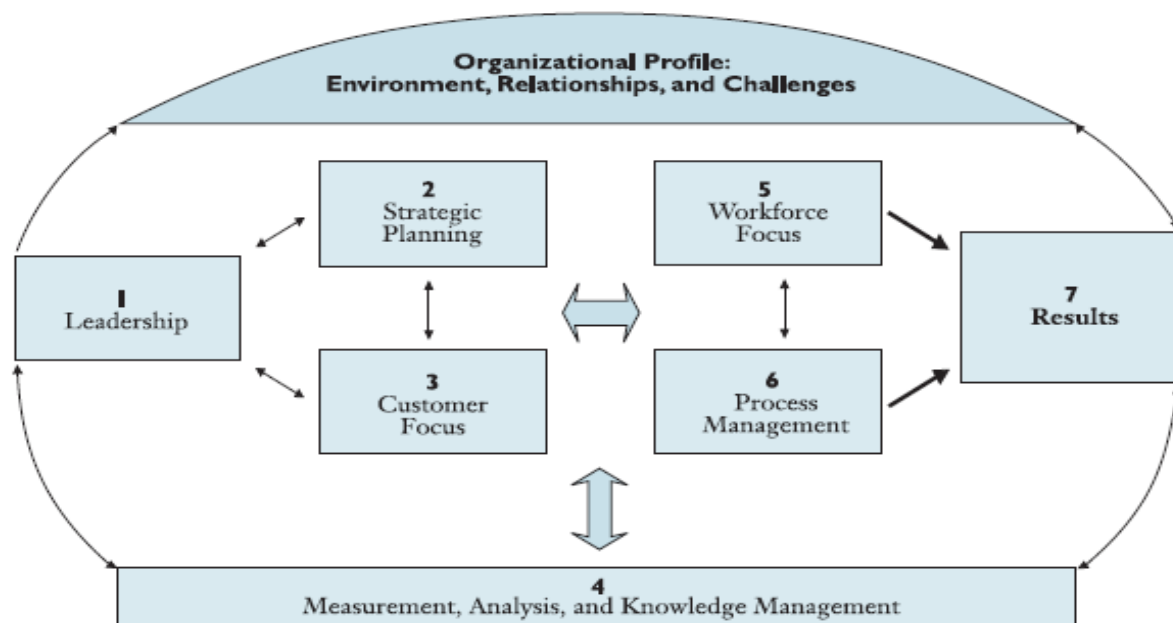 Organizational Profile:
Environment, Relationships, and Challenges
2
Strategic
Planning
5
Workforce
Focus
1
Leadership
7
Results
3
Customer
Focus
6
Process
Management
4
Measurement, Analysis, and Knowledge Management